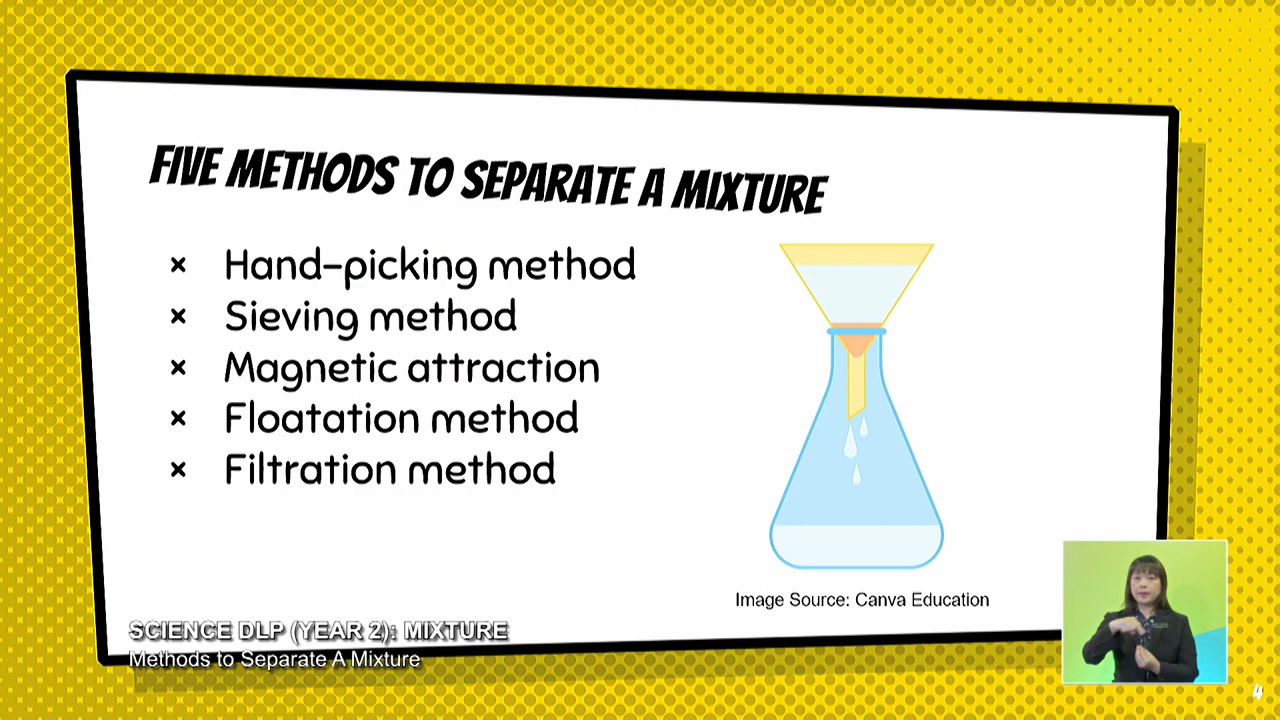 FIVE METHODS TO SEPARATE A MIXTURE
× Hand-picking method
× Sieving method
× Magnetic attraction
× Floatation method
× Filtration method
Image Source: Canva Education
SCIENCE DLP (YEAR 2): MIXTURE
Methods to Separate A Mixture
4